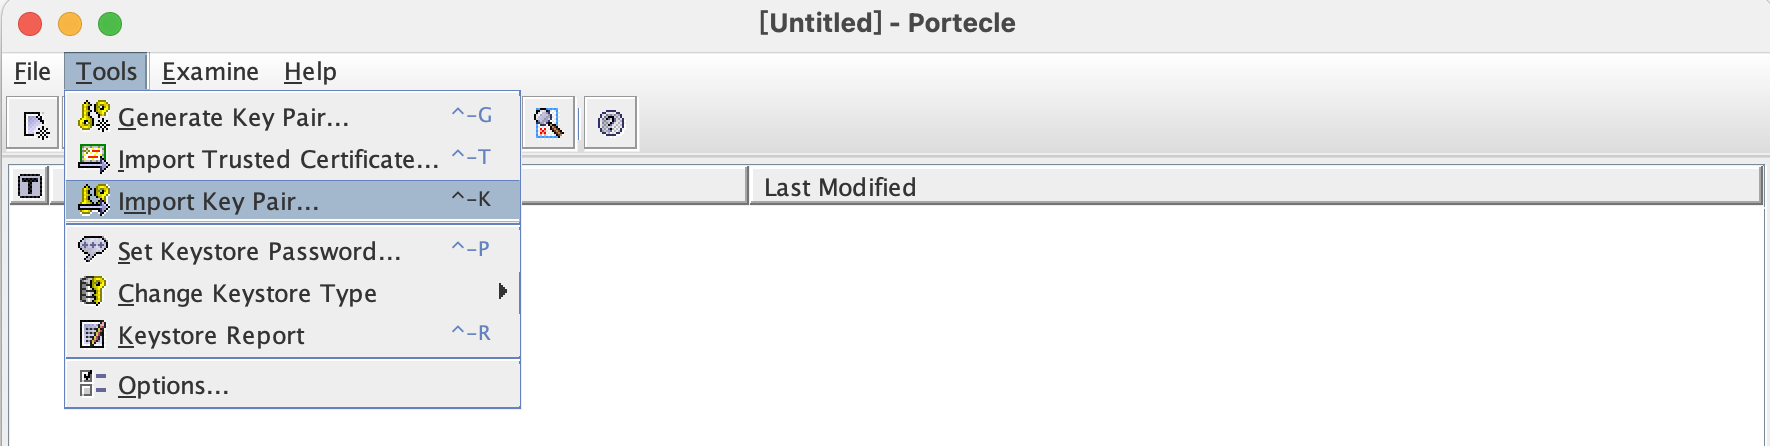 [Untitled] - Portecle
File Tools Examine Help
Generate Key Pair... ^-G
Import Trusted Certificate... ^-T
Import Key Pair... ^-K
T Last Modified
Set Keystore Password... ^-P
Change Keystore Type
Keystore Report ^-R
Options...